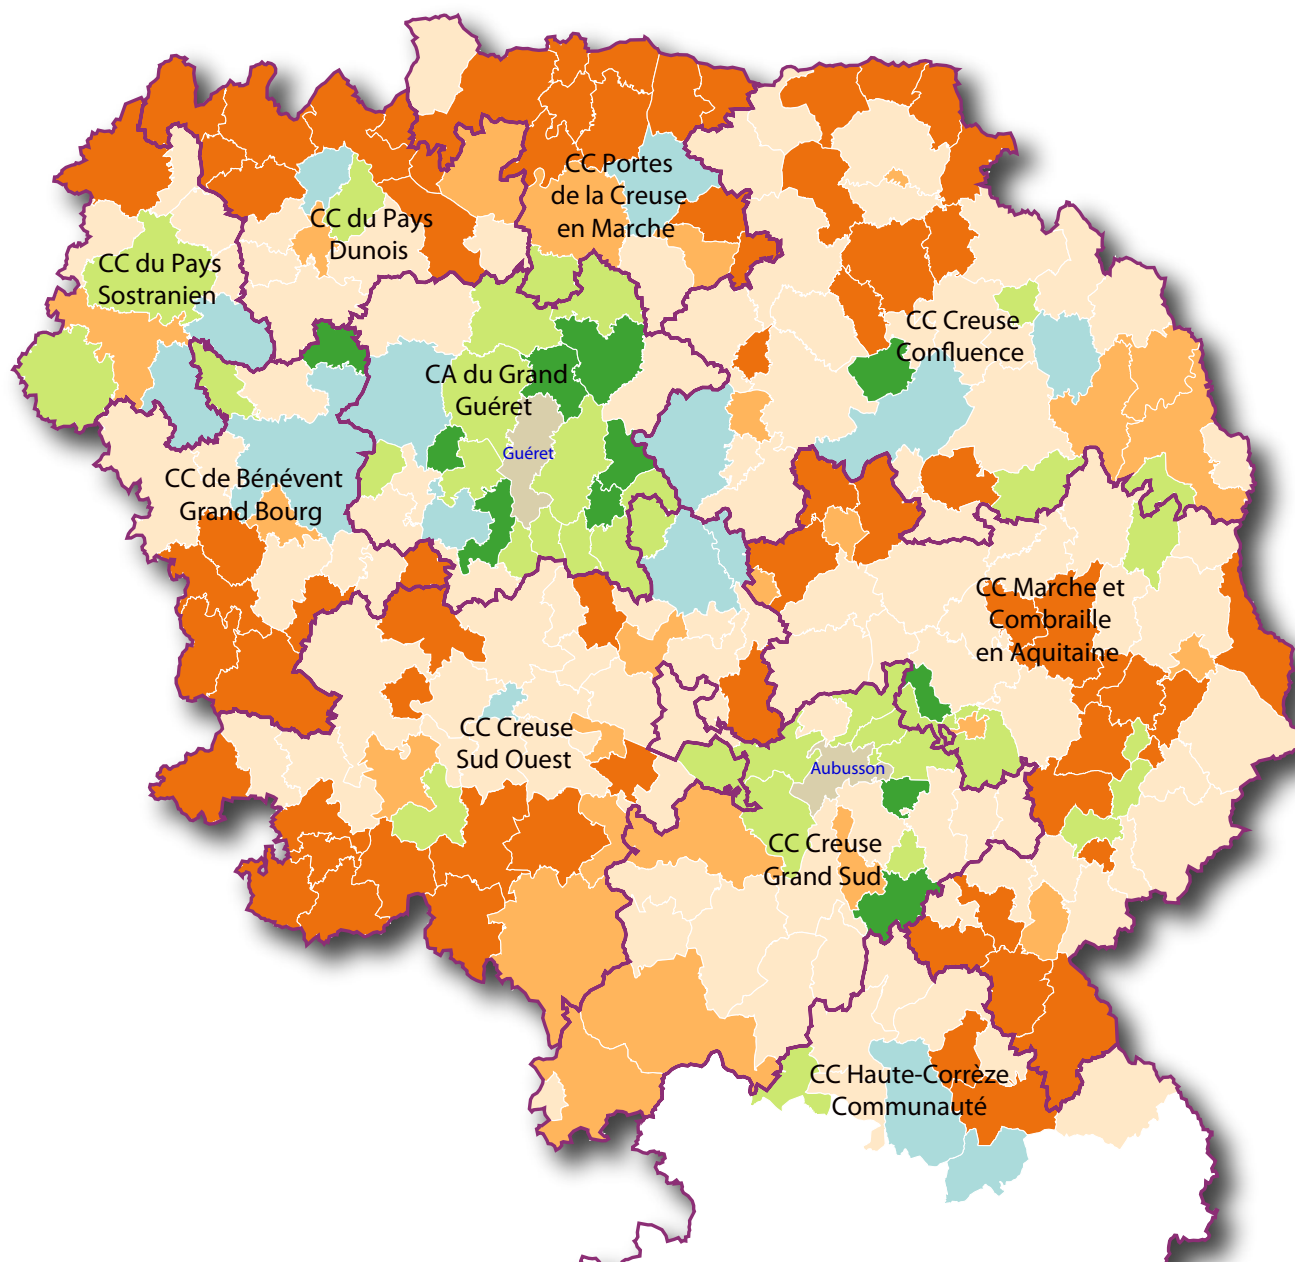 CC Portes
de la Creuse
en Marche
CC du Pays
Dunois
CC du Pays
Sostranien
CC Creuse
Confluence
CA du Grand
Guéret
Guéret
CC de Bénévent
Grand Bourg
CC Marche et
Combraille
en Aquitaine
CC Creuse
Sud Ouest
Aubusson
CC Creuse
Grand Sud
CC Haute-Corrèze
Communauté